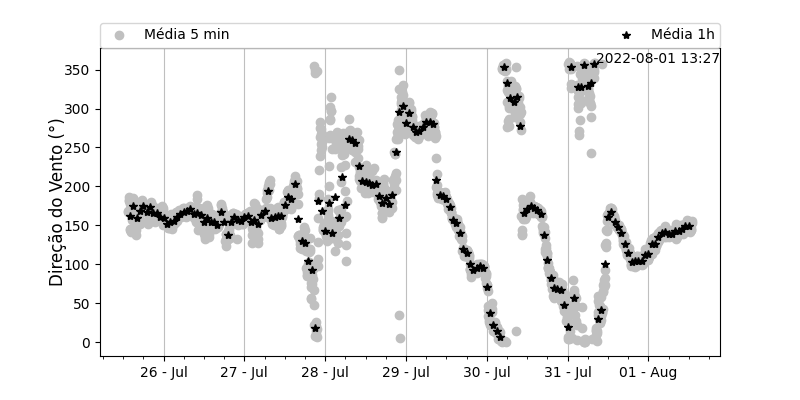 Média 5 min
Média 1h
2022-08-01 13:27
Direção do Vento (°)
350
300
250
200
150
100
50
0
26 - Jul
27 - Jul
28 - Jul
29 - Jul
30 - Jul
31 - Jul
01 - Aug